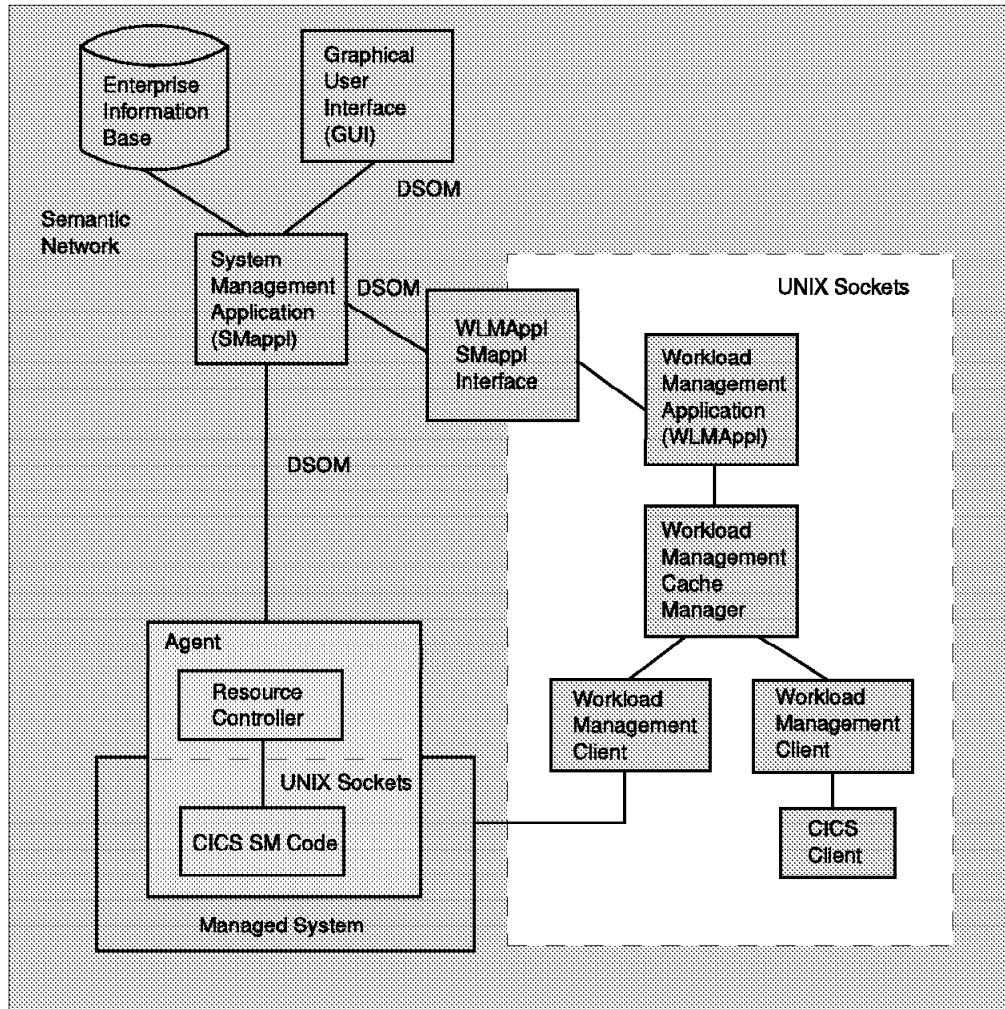 Enterprise
Information
Base
Graphical
User
Interface
(GUI)
DSOM
Semantic
Network
System
Management
Application
(SMappl)
DSOM
WLMAppl
SMappl
Interface
UNIX Sockets
Workload
Management
Application
(WLMAppl)
DSOM
Workload
Management
Cache
Manager
Agent
Resource
Controller
UNIX Sockets
CICS SM Code
Managed System
Workload
Management
Client
Workload
Management
Client
CICS
Client